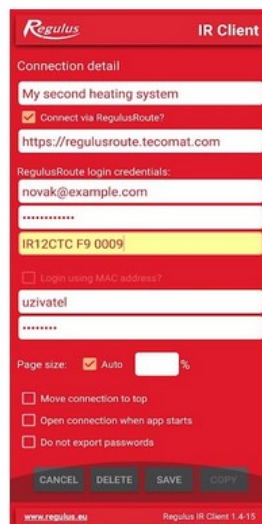 Regulus
IR Client
Connection detail
My second heating system
Connect via RegulusRoute?
https://regulusroute.tecomat.com
RegulusRoute login credentials:
novak@example.com
••••••••••••
IR12CTC F9 0009
Login using MAC address?
uzivatel
••••••••
Page size: Auto %
Move connection to top
Open connection when app starts
Do not export passwords
CANCEL DELETE SAVE COPY
www.regulus.eu Regulus IR Client 1.4-15